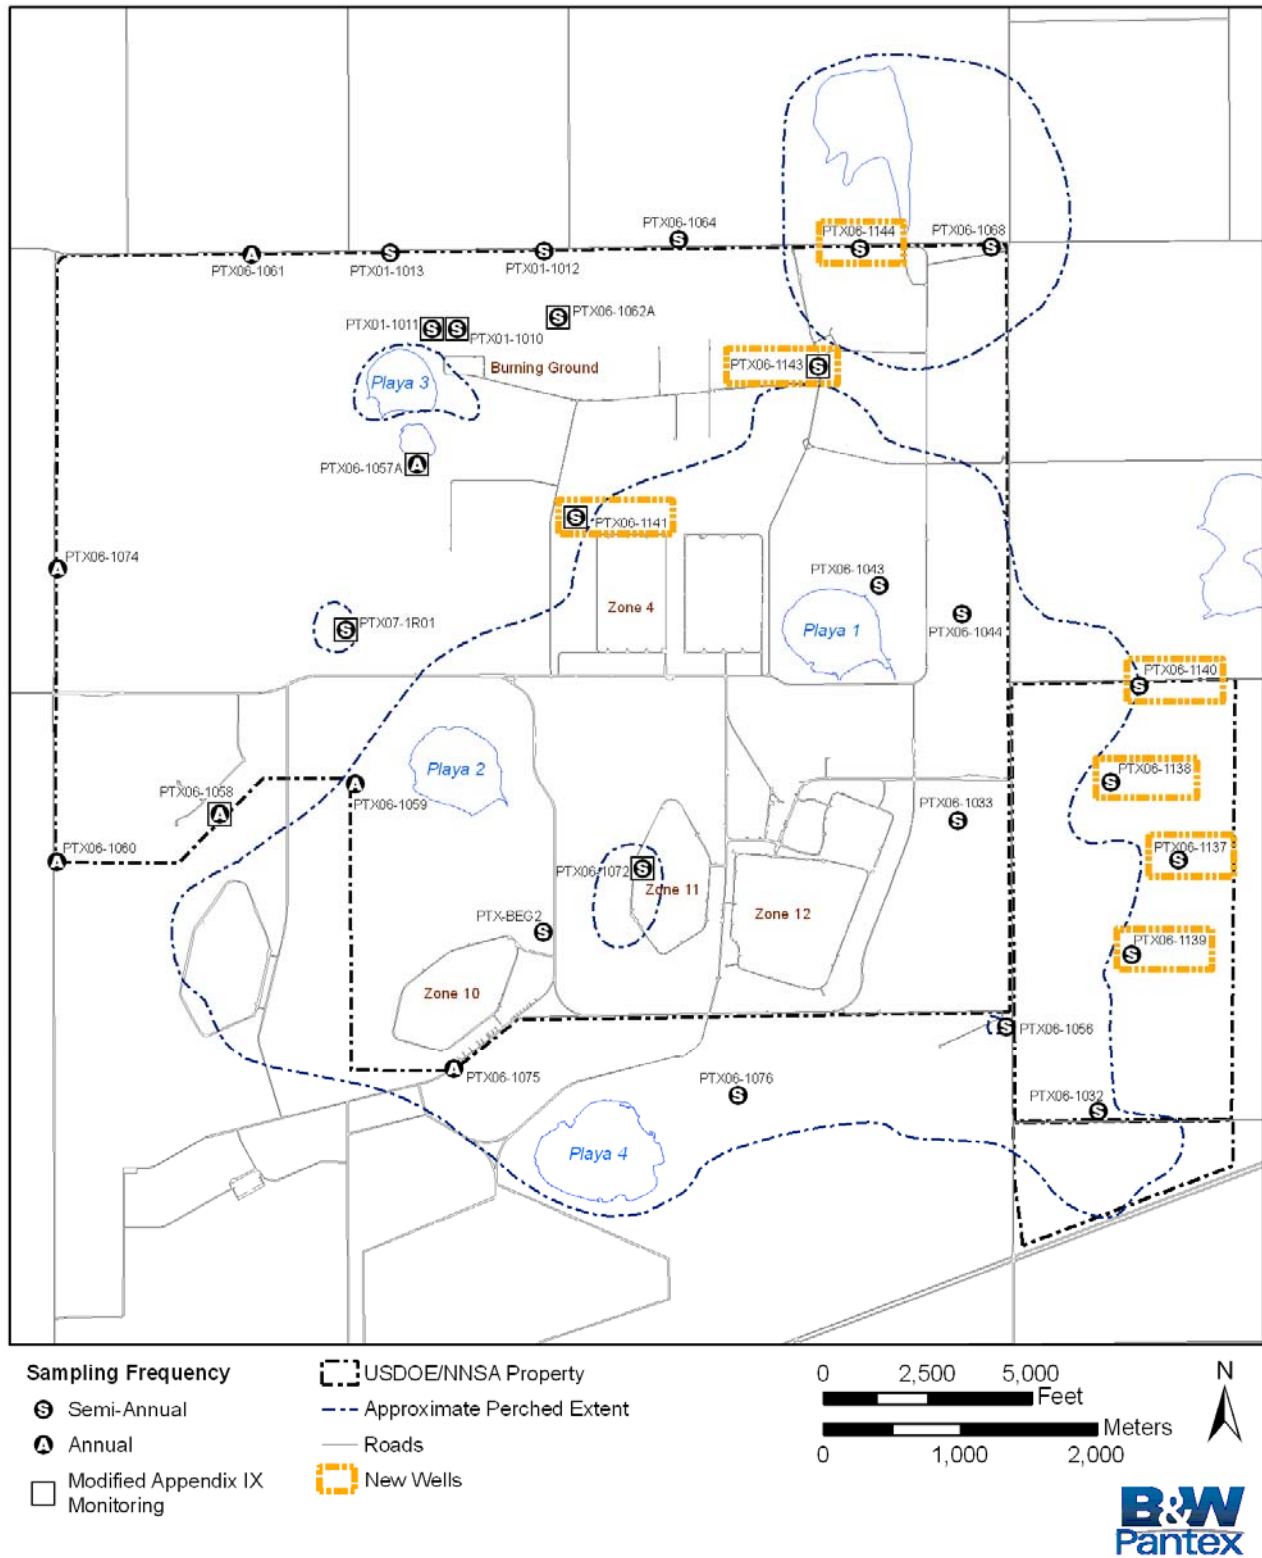 PTX06-1064
PTX06-1144
PTX06-1068
PTX06-1061
PTX01-1013
PTX01-1012
PTX06-1062A
PTX01-1011
PTX01-1010
PTX06-1143
Burning Ground
Playa 3
PTX06-1057A
PTX06-1141
PTX06-1074
PTX06-1043
Zone 4
PTX07-1R01
Playa 1
PTX06-1044
PTX06-1140
Playa 2
PTX06-1138
PTX06-1058
PTX06-1059
PTX06-1033
PTX06-1137
PTX06-1060
PTX06-1072
Zone 11
PTX-BEG2
Zone 12
PTX06-1139
Zone 10
PTX06-1056
PTX06-1075
PTX06-1076
PTX06-1032
Playa 4
Sampling Frequency
S Semi-Annual
A Annual
Modified Appendix IX
Monitoring
USDOE/NNSA Property
Approximate Perched Extent
Roads
New Wells
0 2,500 5,000
Feet
Meters
0 1,000 2,000
N
B&W
Pantex